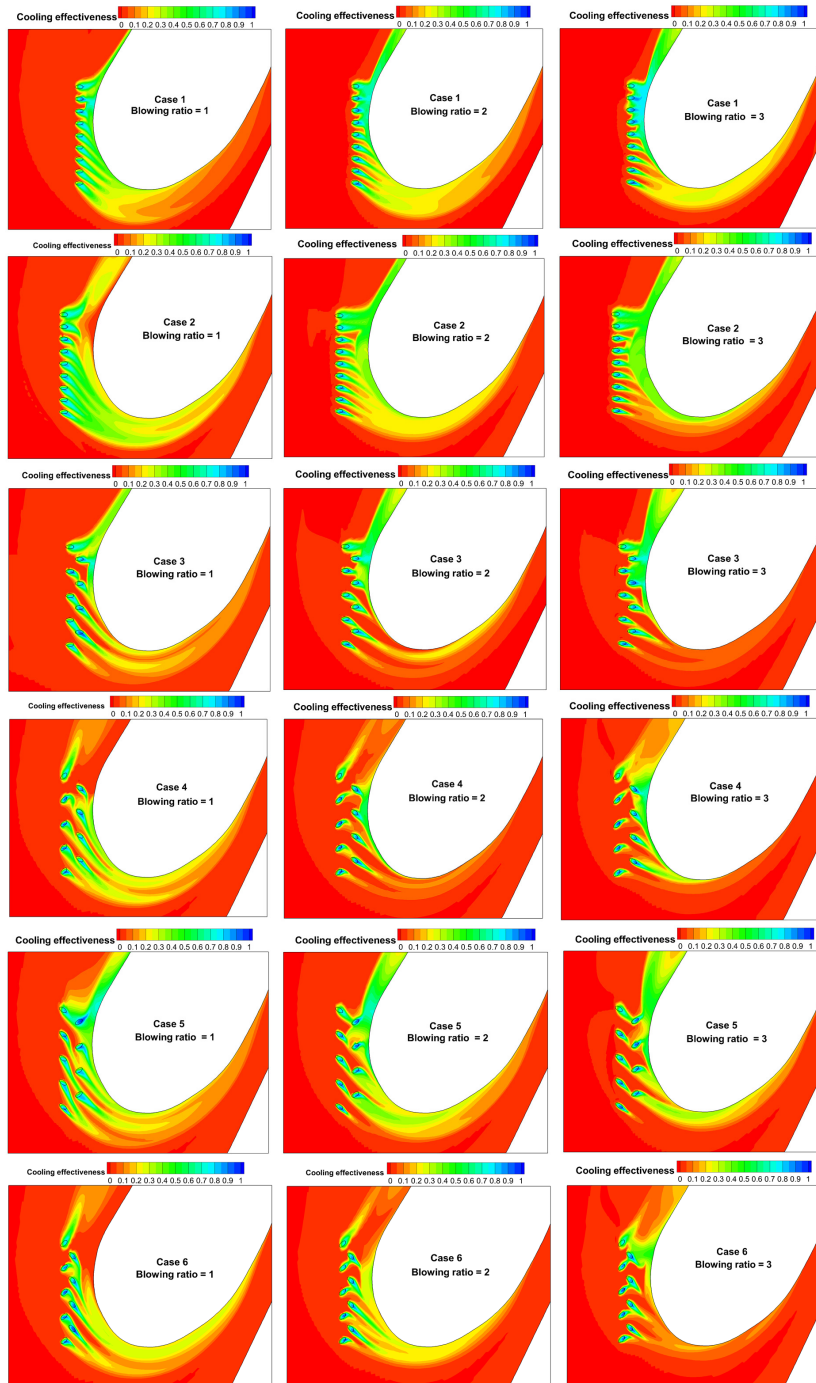 Cooling effectiveness
0 0.1 0.2 0.3 0.4 0.5 0.6 0.7 0.8 0.9 1
Case 1
Blowing ratio = 1
Cooling effectiveness
0 0.1 0.2 0.3 0.4 0.5 0.6 0.7 0.8 0.9 1
Case 1
Blowing ratio = 2
Cooling effectiveness
0 0.1 0.2 0.3 0.4 0.5 0.6 0.7 0.8 0.9 1
Case 1
Blowing ratio = 3
Cooling effectiveness
0 0.1 0.2 0.3 0.4 0.5 0.6 0.7 0.8 0.9 1
Case 2
Blowing ratio = 1
Cooling effectiveness
0 0.1 0.2 0.3 0.4 0.5 0.6 0.7 0.8 0.9 1
Case 2
Blowing ratio = 2
Cooling effectiveness
0 0.1 0.2 0.3 0.4 0.5 0.6 0.7 0.8 0.9 1
Case 2
Blowing ratio = 3
Cooling effectiveness
0 0.1 0.2 0.3 0.4 0.5 0.6 0.7 0.8 0.9 1
Case 3
Blowing ratio = 1
Cooling effectiveness
0 0.1 0.2 0.3 0.4 0.5 0.6 0.7 0.8 0.9 1
Case 3
Blowing ratio = 2
Cooling effectiveness
0 0.1 0.2 0.3 0.4 0.5 0.6 0.7 0.8 0.9 1
Case 3
Blowing ratio = 3
Cooling effectiveness
0 0.1 0.2 0.3 0.4 0.5 0.6 0.7 0.8 0.9 1
Case 4
Blowing ratio = 1
Cooling effectiveness
0 0.1 0.2 0.3 0.4 0.5 0.6 0.7 0.8 0.9 1
Case 4
Blowing ratio = 2
Cooling effectiveness
0 0.1 0.2 0.3 0.4 0.5 0.6 0.7 0.8 0.9 1
Case 4
Blowing ratio = 3
Cooling effectiveness
0 0.1 0.2 0.3 0.4 0.5 0.6 0.7 0.8 0.9 1
Case 5
Blowing ratio = 1
Cooling effectiveness
0 0.1 0.2 0.3 0.4 0.5 0.6 0.7 0.8 0.9 1
Case 5
Blowing ratio = 2
Cooling effectiveness
0 0.1 0.2 0.3 0.4 0.5 0.6 0.7 0.8 0.9 1
Case 5
Blowing ratio = 3
Cooling effectiveness
0 0.1 0.2 0.3 0.4 0.5 0.6 0.7 0.8 0.9 1
Case 6
Blowing ratio = 1
Cooling effectiveness
0 0.1 0.2 0.3 0.4 0.5 0.6 0.7 0.8 0.9 1
Case 6
Blowing ratio = 2
Cooling effectiveness
0 0.1 0.2 0.3 0.4 0.5 0.6 0.7 0.8 0.9 1
Case 6
Blowing ratio = 3